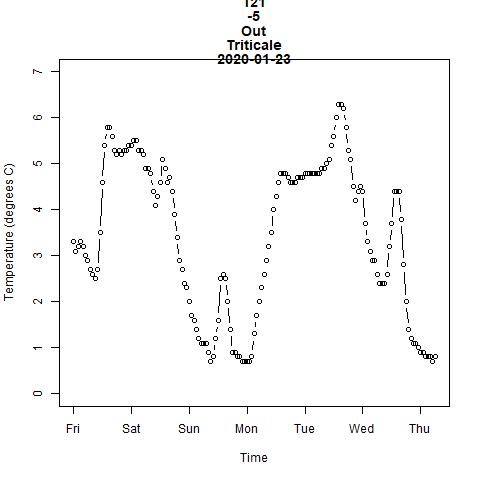 121
-5
Out
Triticale
2020-01-23
Temperature (degrees C)
7
6
5
4
3
2
1
0
Fri Sat Sun Mon Tue Wed Thu
Time